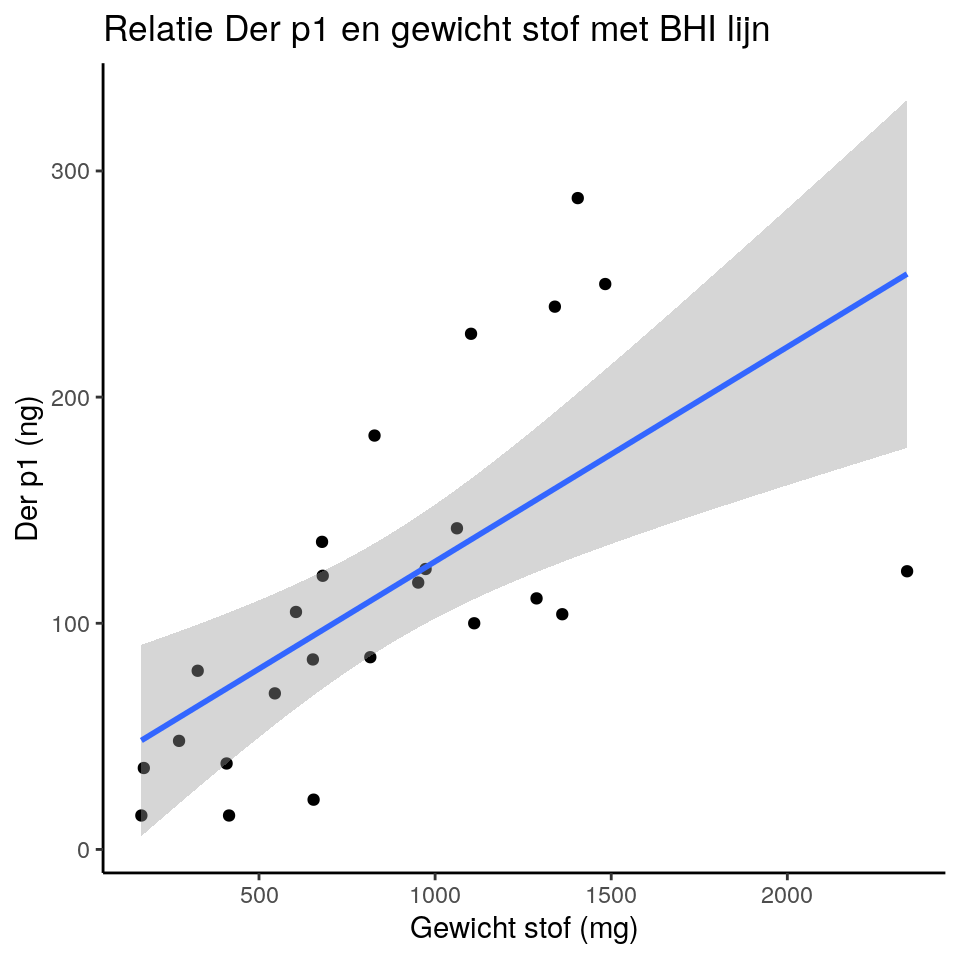 Relatie Der p1 en gewicht stof met BHI lijn
Der p1 (ng)
300
200
100
0
500 1000 1500 2000
Gewicht stof (mg)